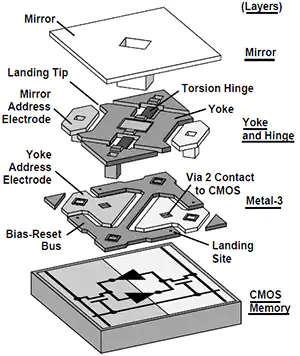 (Layers)
Mirror
Mirror
Landing Tip
Torsion Hinge
Mirror
Address
Electrode
Yoke
Yoke
and Hinge
Yoke
Address
Electrode
Via 2 Contact
to CMOS
Metal-3
Bias-Reset
Bus
Landing
Site
CMOS
Memory